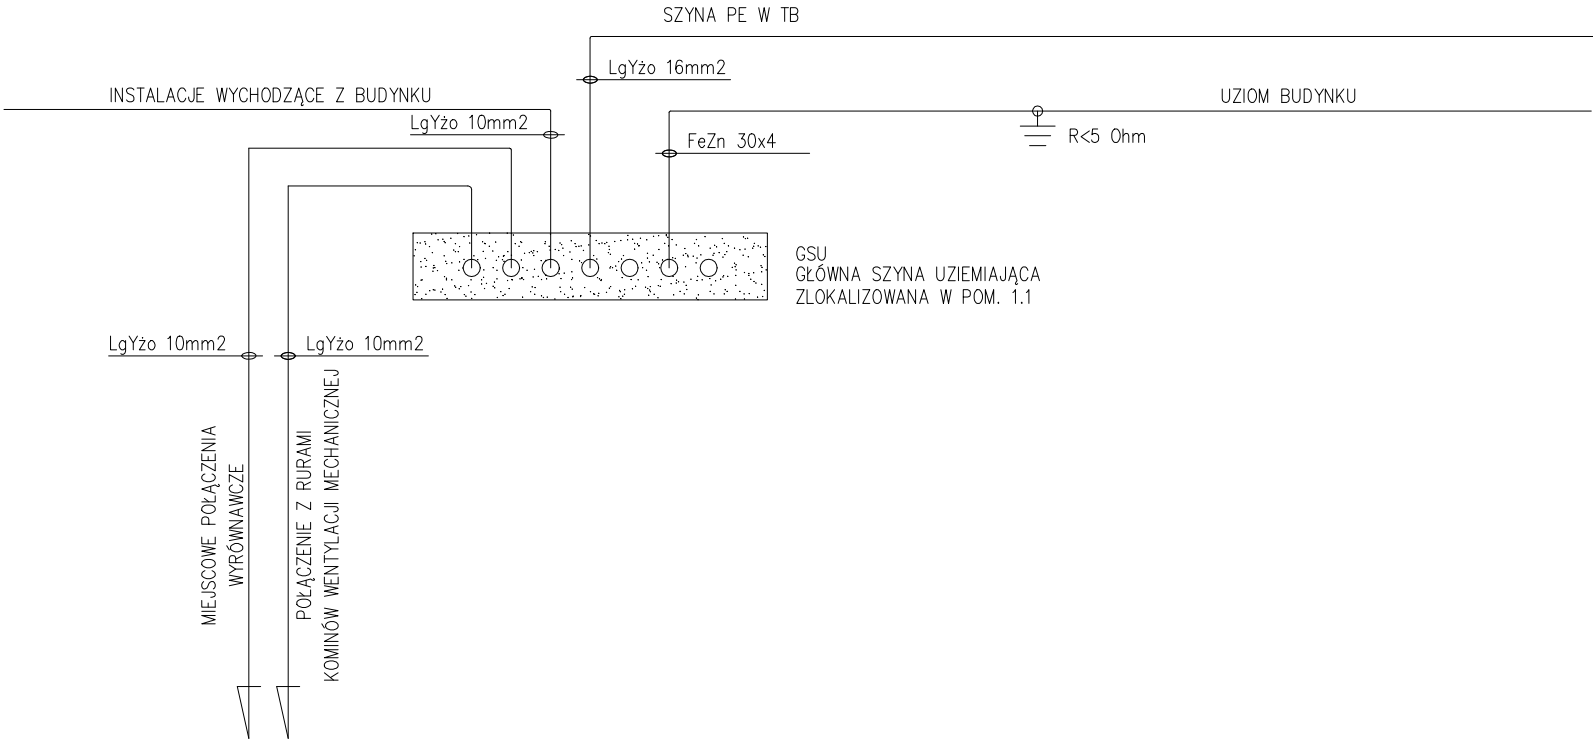 SZYNA PE W TB
LgYżo 16mm2
INSTALACJE WYCHODZĄCE Z BUDYNKU
UZIOM BUDYNKU
LgYżo 10mm2
FeZn 30x4
R<5 Ohm
GSU
GŁÓWNA SZYNA UZIEMIAJĄCA
ZLOKALIZOWANA W POM. 1.1
LgYżo 10mm2
LgYżo 10mm2
MIEJSCOWE POŁĄCZENIA
WYRÓWNAWCZE
POŁĄCZENIE Z RURAMI
KOMINÓW WENTYLACJI MECHANICZNEJ